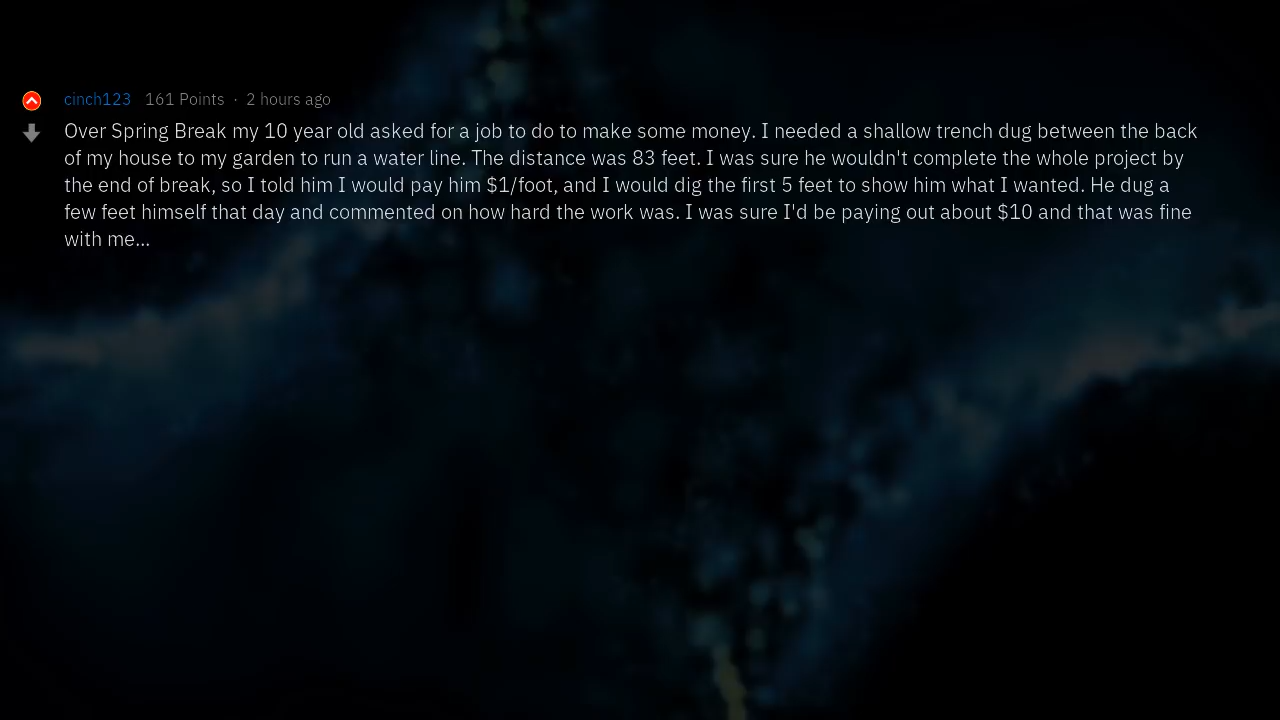 cinch123 161 Points · 2 hours ago
Over Spring Break my 10 year old asked for a job to do to make some money. I needed a shallow trench dug between the back
of my house to my garden to run a water line. The distance was 83 feet. I was sure he wouldn't complete the whole project by
the end of break, so I told him I would pay him $1/foot, and I would dig the first 5 feet to show him what I wanted. He dug a
few feet himself that day and commented on how hard the work was. I was sure I'd be paying out about $10 and that was fine
with me...